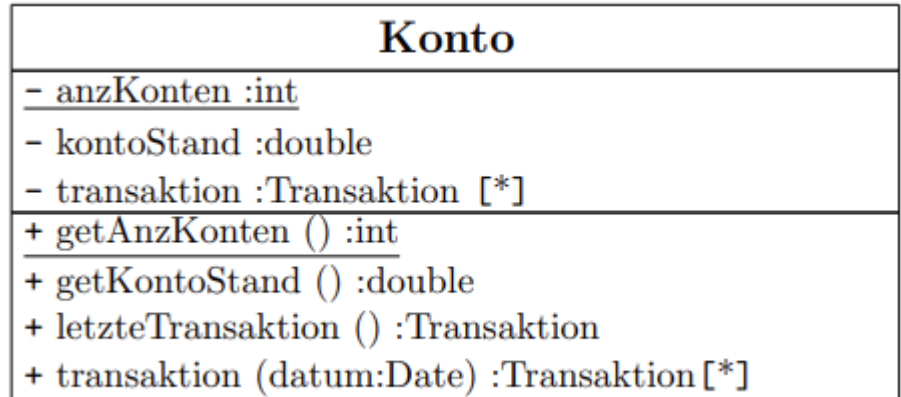 Konto
- anzKonten :int
- kontoStand :double
- transaktion :Transaktion [*]
+ getAnzKonten () :int
+ getKontoStand () :double
+ letzteTransaktion () :Transaktion
+ transaktion (datum:Date) :Transaktion[*]